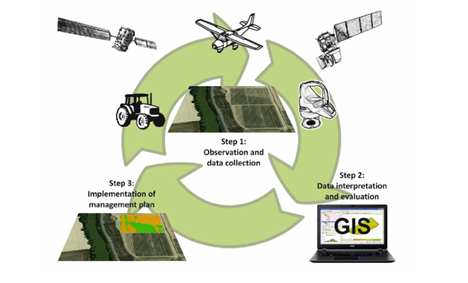 Step 1:
Observation and
data collection
Step 2:
Data interpretation
and evaluation
GIS
Step 3:
Implementation of
management plan